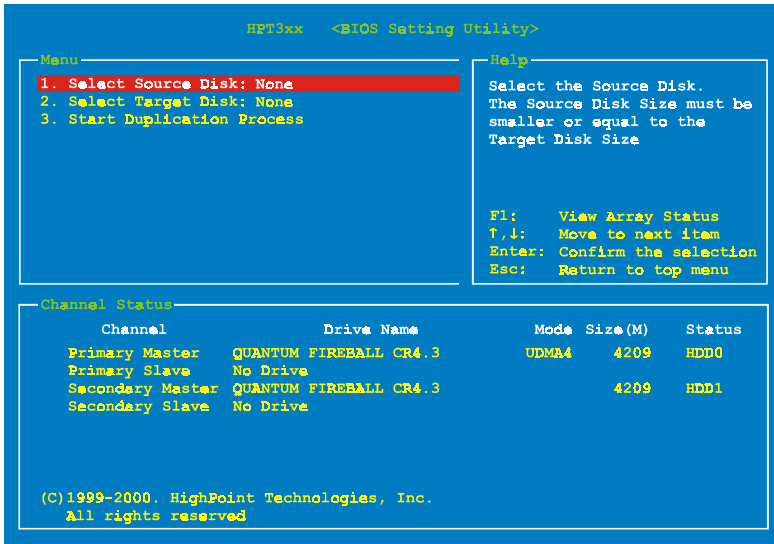 HPT3xx <BIOS Setting Utility>
Menu
1. Select Source Disk: None
2. Select Target Disk: None
3. Start Duplication Process
Help
Select the Source Disk.
The Source Disk Size must be
smaller or equal to the
Target Disk Size
F1: View Array Status
↑,↓: Move to next item
Enter: Confirm the selection
Esc: Return to top menu
Channel Status
Channel Drive Name Mode Size(M) Status
Primary Master QUANTUM FIREBALL CR4.3 UDMA4 4209 HDD0
Primary Slave No Drive
Secondary Master QUANTUM FIREBALL CR4.3 4209 HDD1
Secondary Slave No Drive
(C)1999-2000. HighPoint Technologies, Inc.
All rights reserved